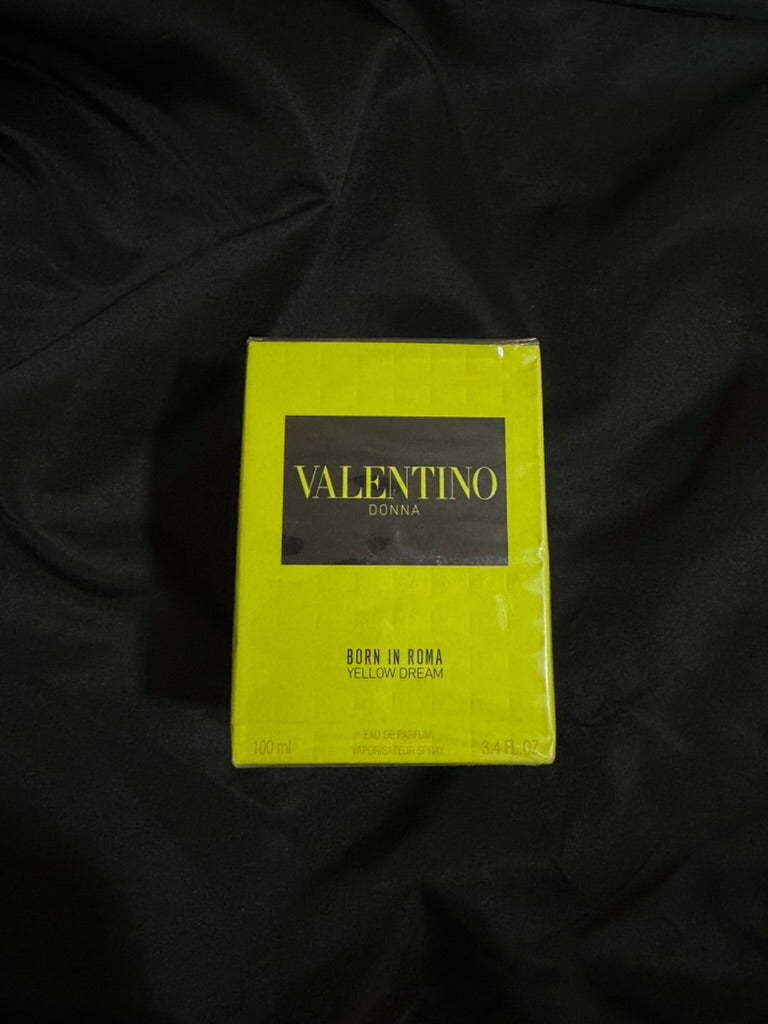 VALENTINO
DONNA
BORN IN ROMA
YELLOW DREAM
EAU DE PARFUM
100 ml VAPORISATEUR SPRAY 3.4 FL.OZ